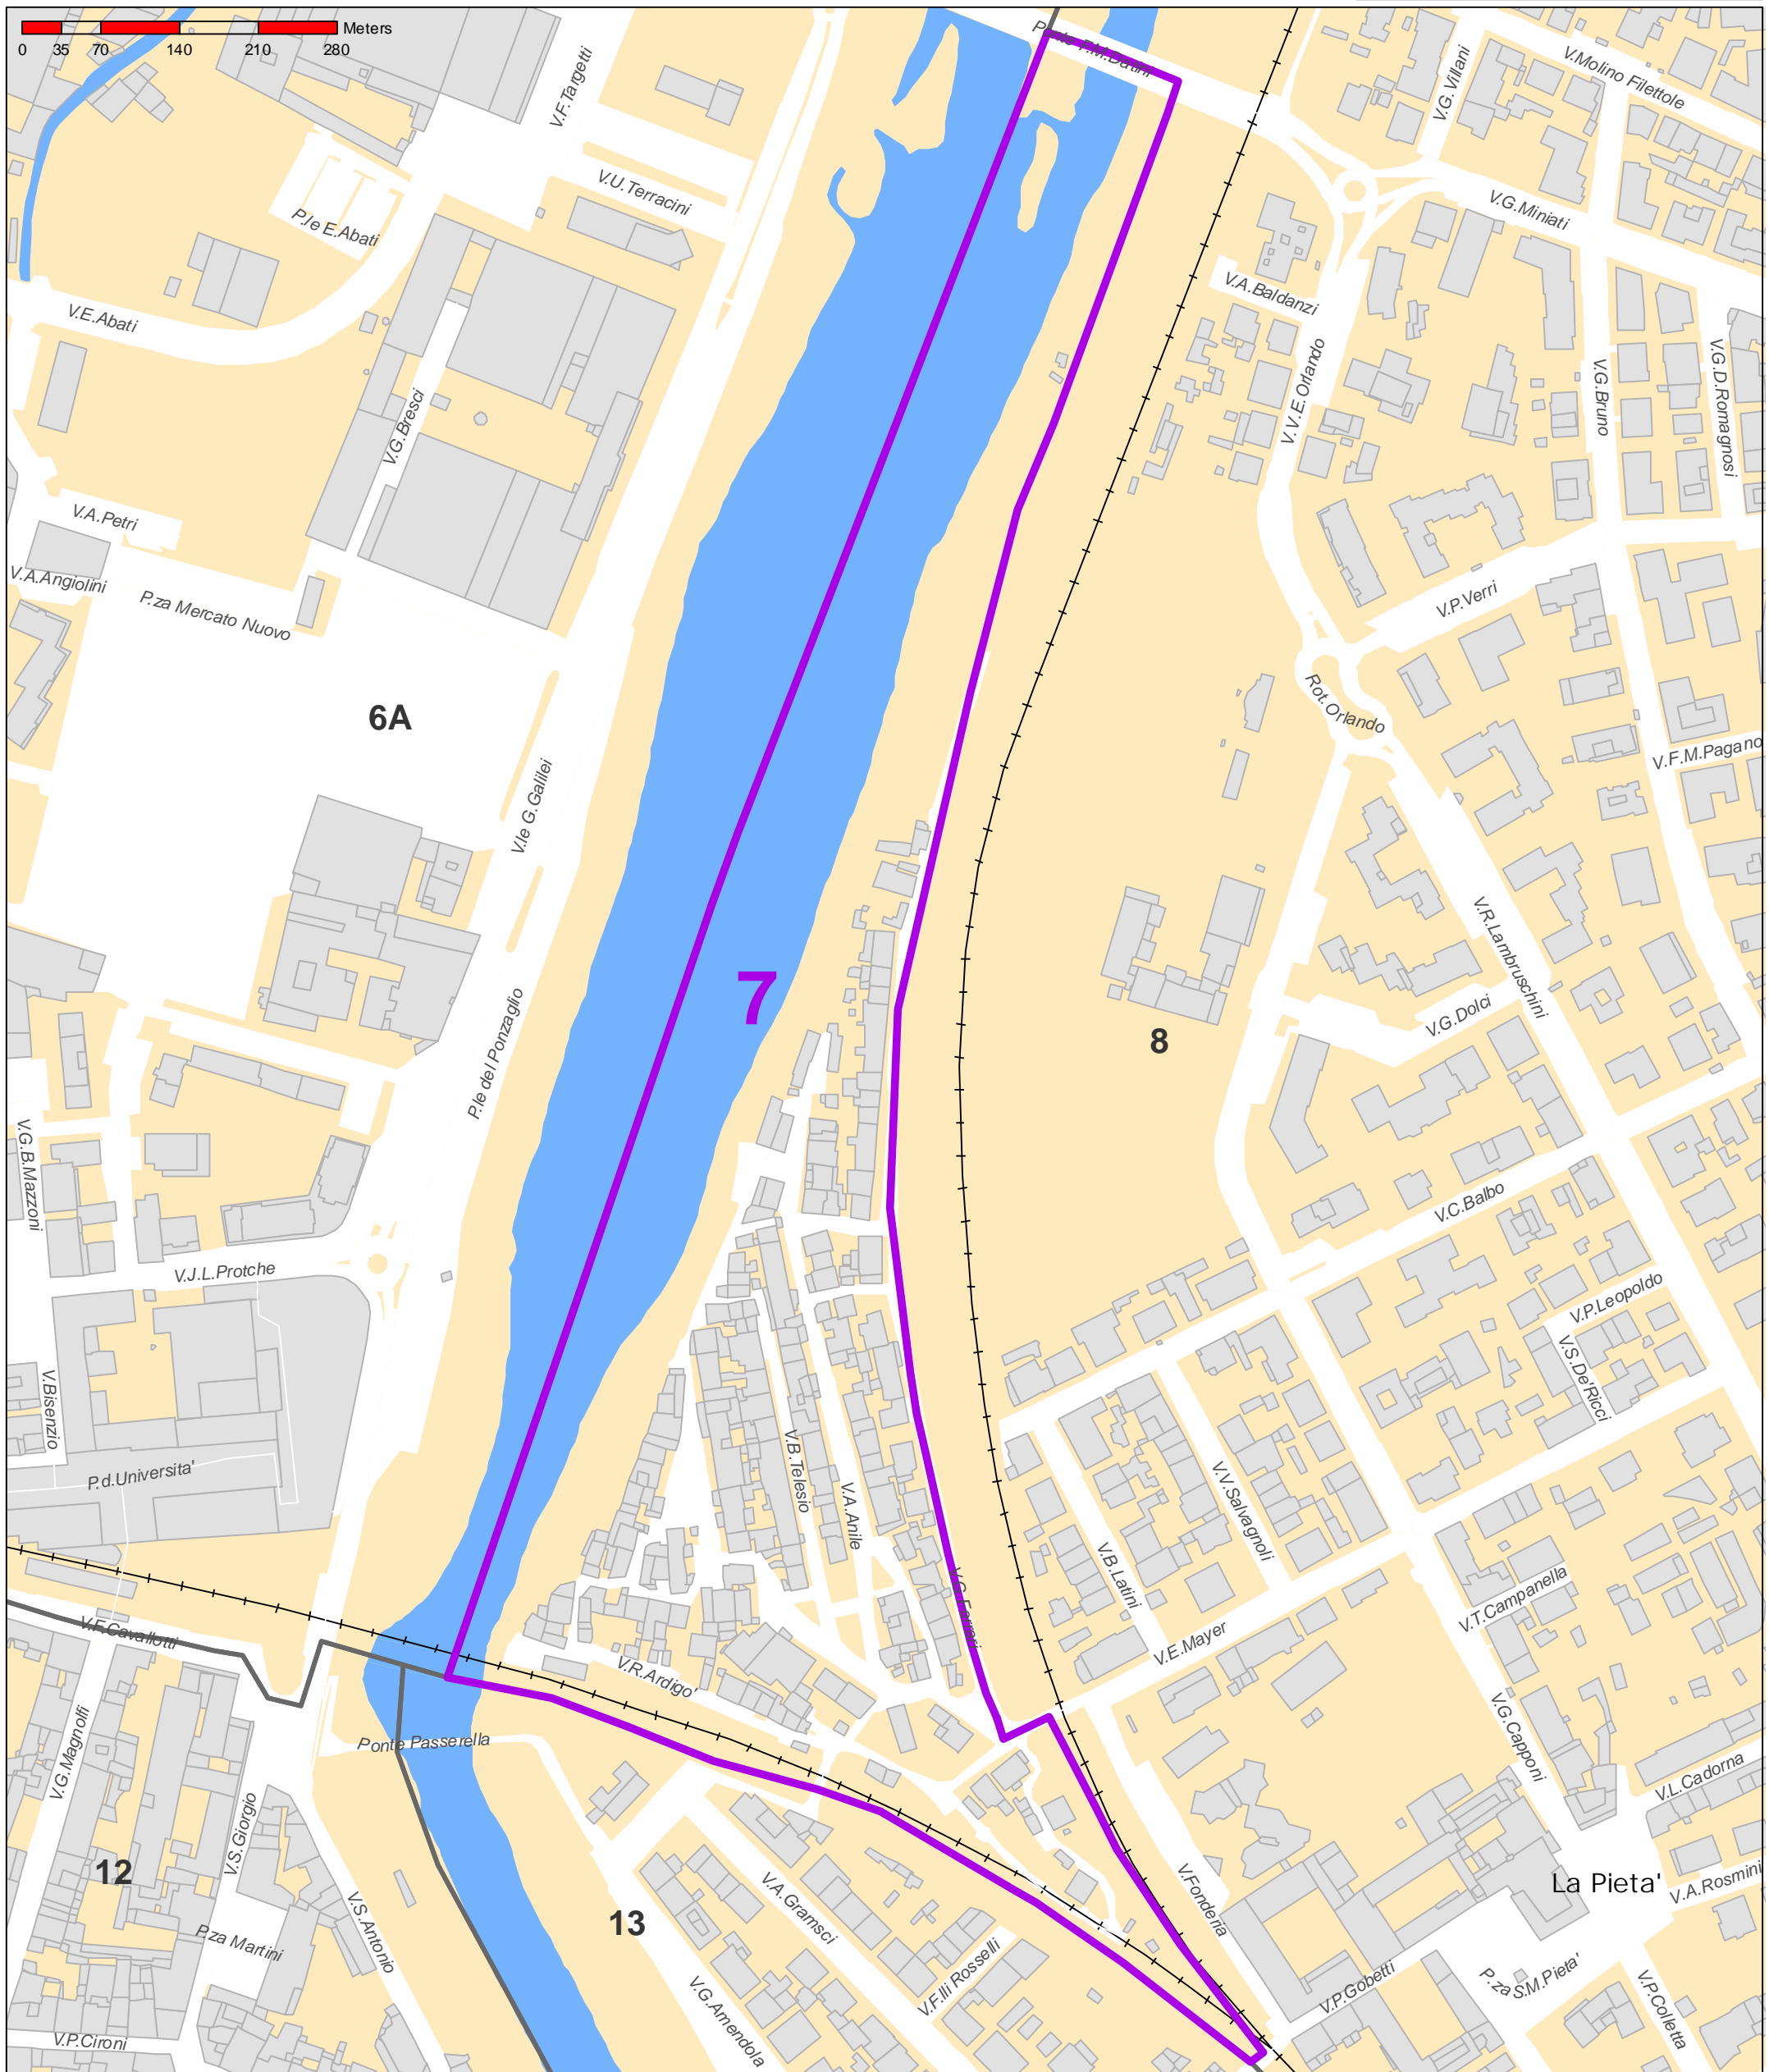 Meters
0 35 70 140 210 280
Ponte F.M.Datini
V.F.Targetti
V.G.Villani
V.Molino Filettole
V.U.Terracini
P.le E.Abati
V.G.Miniati
V.A.Baldanzi
V.E.Abati
V.V.E.Orlando
V.G.Bruno
V.G.D.Romagnosi
V.G.Bresci
V.A.Petri
V.A.Angiolini
P.za Mercato Nuovo
V.P.Verri
6A
Rot.Orlando
V.F.M.Pagano
V.le G.Galilei
7
V.R.Lambruschini
V.G.Dolci
8
P.le del Ponzaglio
V.G.B.Mazzoni
V.C.Balbo
V.J.L.Protche
V.P.Leopoldo
V.S.De'Ricci
V.Bisenzio
P.d.Universita'
V.B.Telesio
V.A.Anile
V.V.Salvagnoli
V.B.Latini
V.G.Ferrari
V.T.Campanella
V.F.Cavallotti
V.E.Mayer
V.R.Ardigo'
V.G.Magnolfi
Ponte Passerella
V.G.Capponi
V.L.Cadorna
V.S.Giorgio
12
La Pieta'
V.A.Rosmini
V.Fonderia
V.A.Gramsci
13
V.S.Antonio
P.za Martini
V.F.lli Rosselli
V.P.Gobetti
P.za S.M.Pieta'
V.P.Colletta
V.G.Amendola
V.P.Cironi